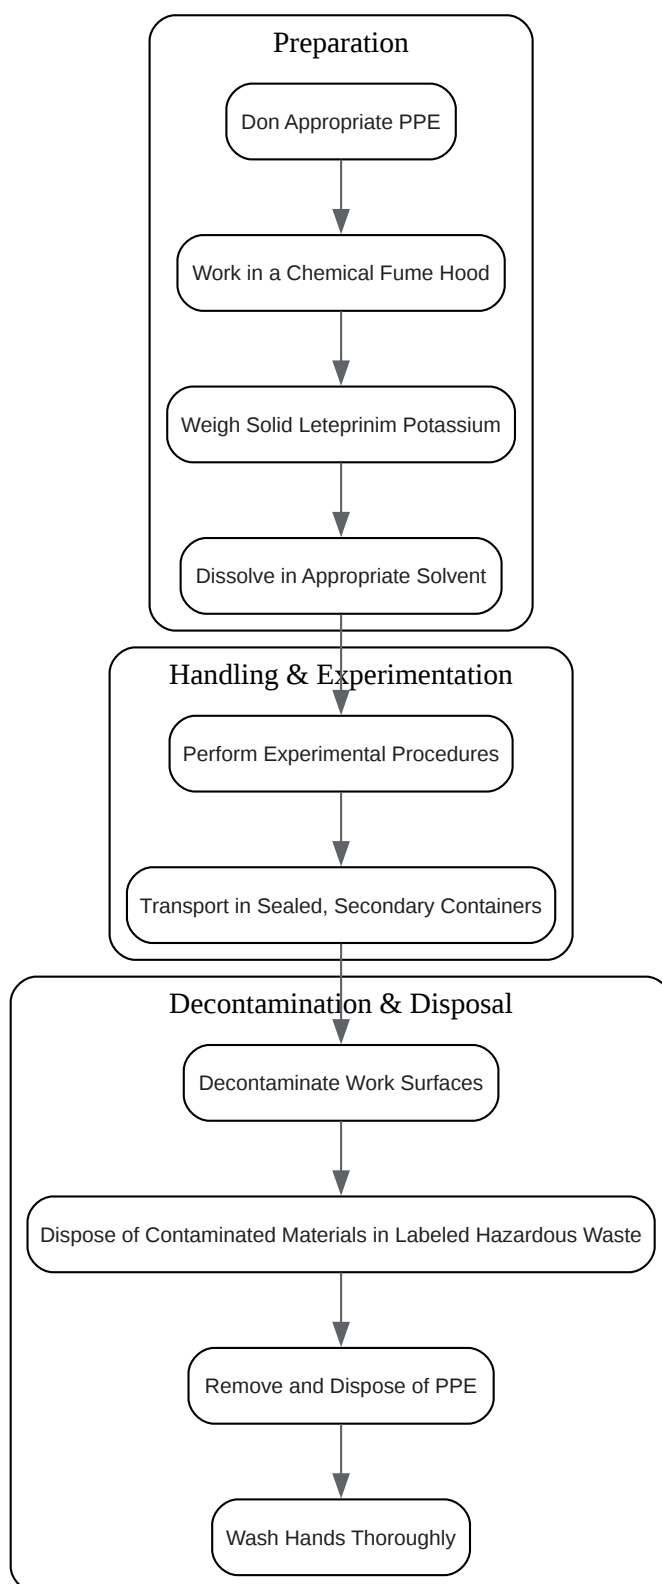 Preparation
Don Appropriate PPE
Work in a Chemical Fume Hood
Weigh Solid Leteprinim Potassium
Dissolve in Appropriate Solvent
Handling & Experimentation
Perform Experimental Procedures
Transport in Sealed, Secondary Containers
Decontamination & Disposal
Decontaminate Work Surfaces
Dispose of Contaminated Materials in Labeled Hazardous Waste
Remove and Dispose of PPE
Wash Hands Thoroughly